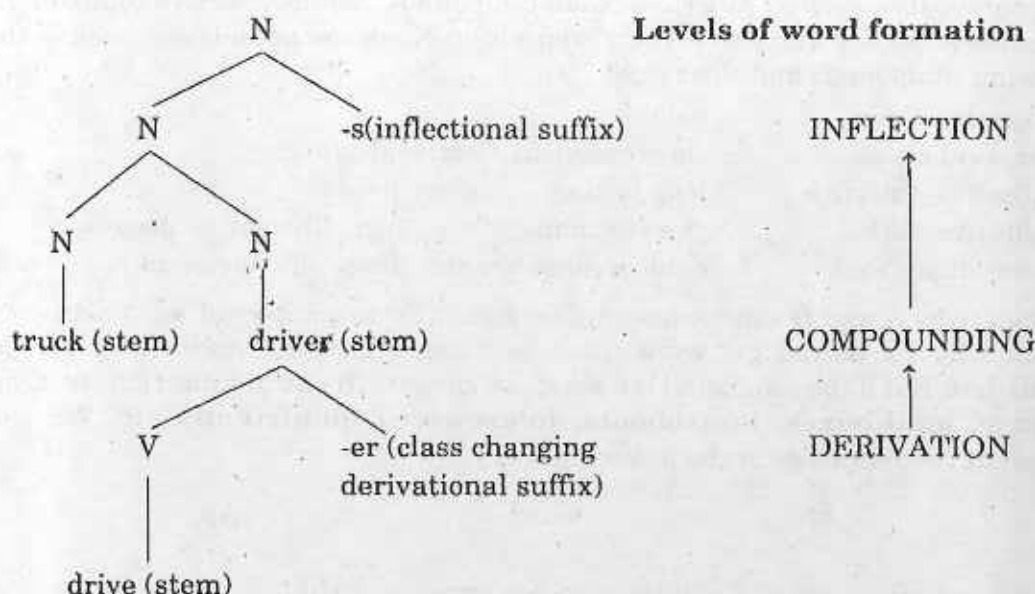 N Levels of word formation
N -s(inflectional suffix) INFLECTION
N N
truck (stem) driver (stem) COMPOUNDING
V -er (class changing DERIVATION
derivational suffix)
drive (stem)